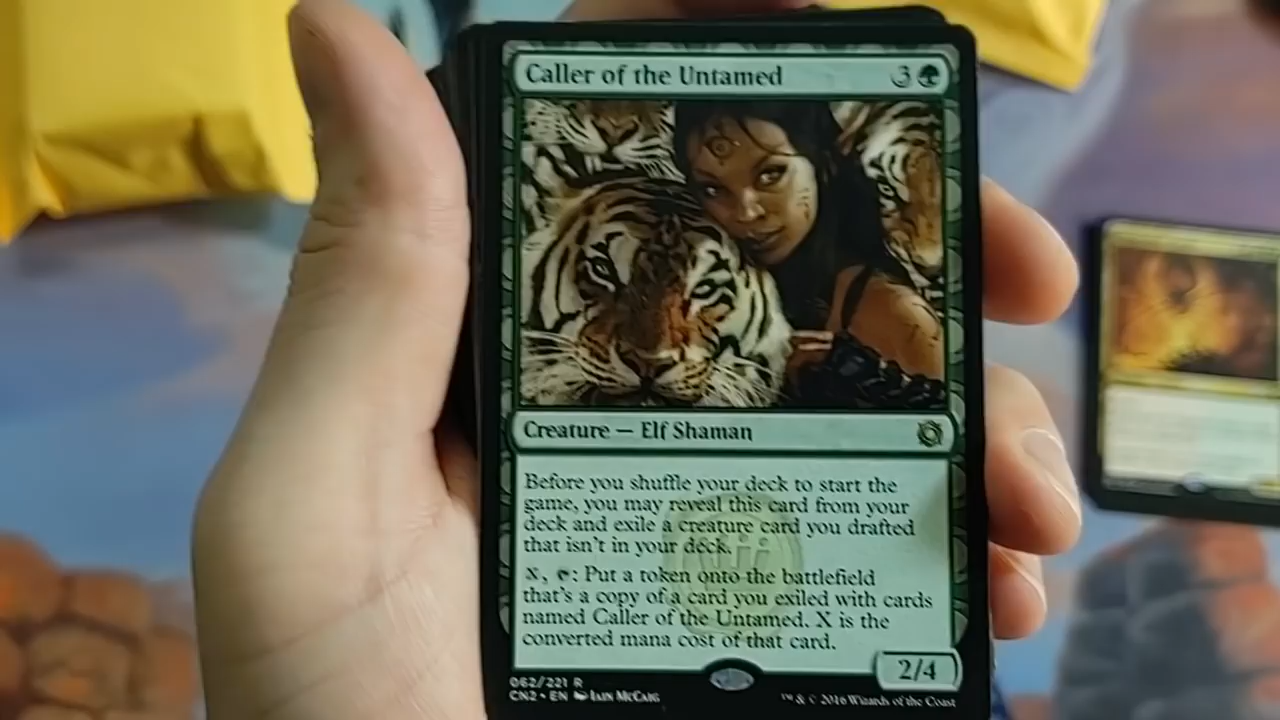 Caller of the Untamed 3
Creature — Elf Shaman
Before you shuffle your deck to start the
game, you may reveal this card from your
deck and exile a creature card you drafted
that isn't in your deck.
X, : Put a token onto the battlefield
that's a copy of a card you exiled with cards
named Caller of the Untamed. X is the
converted mana cost of that card.
2/4
062/221 R
CN2 • EN Iain McCaig
™ & © 2016 Wizards of the Coast